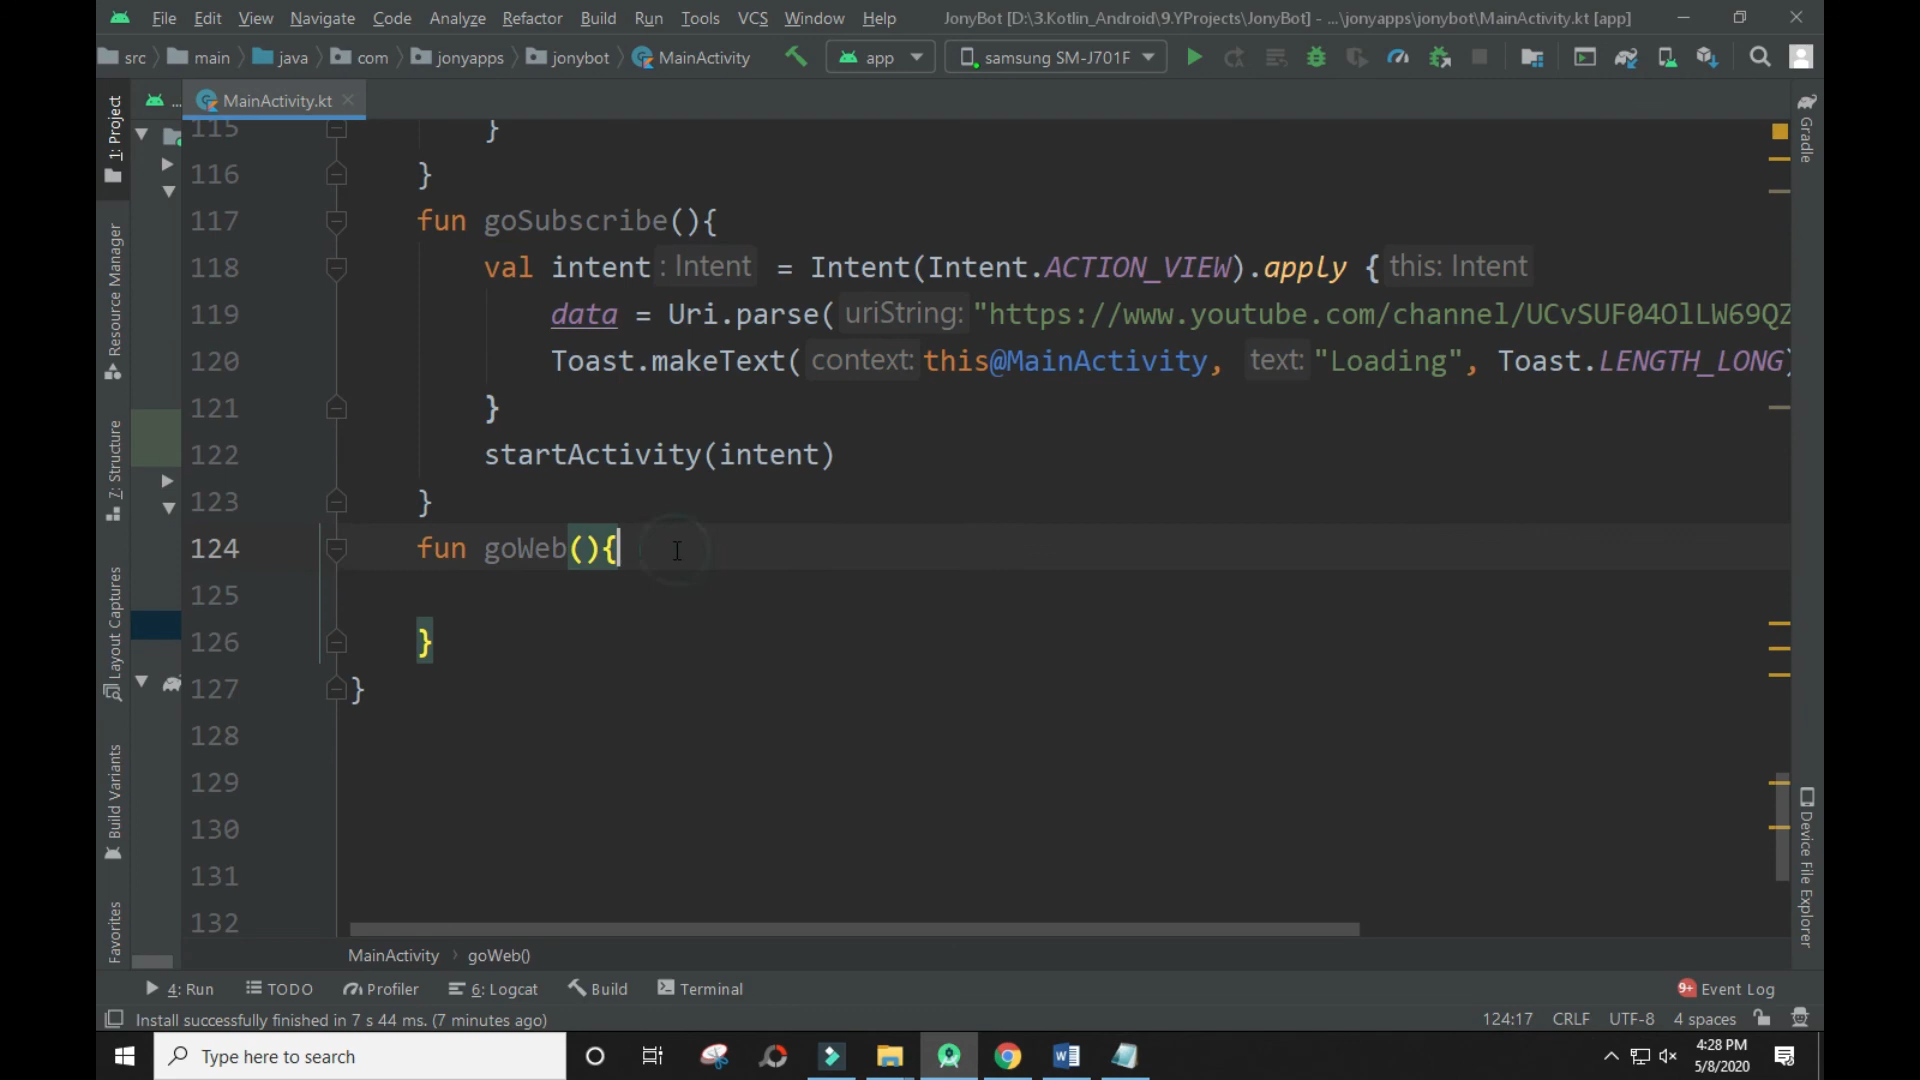 File Edit View Navigate Code Analyze Refactor Build Run Tools VCS Window Help JonyBot [D:\3.Kotlin_Android\9.YProjects\JonyBot] - ...\jonyapps\jonybot\MainActivity.kt [app]
src main java com jonyapps jonybot MainActivity app samsung SM-J701F
1: Project
Resource Manager
7: Structure
Layout Captures
Build Variants
Favorites
...
MainActivity.kt
115 }
116 }
117 fun goSubscribe(){
118 val intent : Intent = Intent(Intent.ACTION_VIEW).apply { this: Intent
119 data = Uri.parse( uriString: "https://www.youtube.com/channel/UCvSUF04OlLW69QZ
120 Toast.makeText( context: this@MainActivity, text: "Loading", Toast.LENGTH_LONG)
121 }
122 startActivity(intent)
123 }
124 fun goWeb(){
125
126 }
127 }
128
129
130
131
132
Gradle
Device File Explorer
MainActivity › goWeb()
4: Run TODO Profiler 6: Logcat Build Terminal 9+ Event Log
Install successfully finished in 7 s 44 ms. (7 minutes ago) 124:17 CRLF UTF-8 4 spaces
Type here to search
4:28 PM
5/8/2020